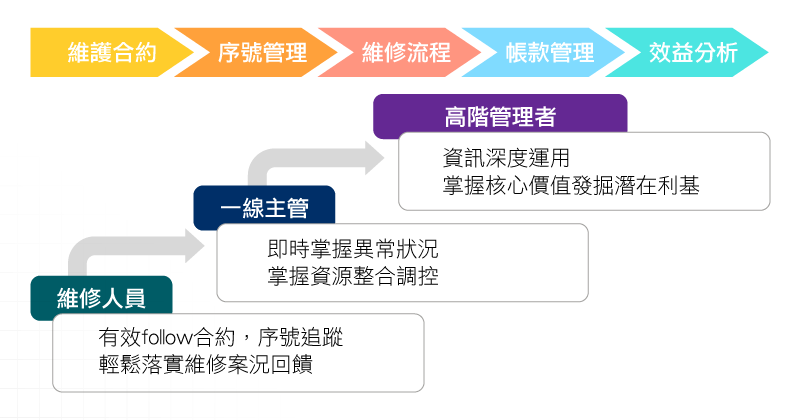 維護合約
序號管理
維修流程
帳款管理
效益分析
高階管理者
資訊深度運用
掌握核心價值發掘潛在利基
一線主管
即時掌握異常狀況
掌握資源整合調控
維修人員
有效follow合約，序號追蹤
輕鬆落實維修案況回饋